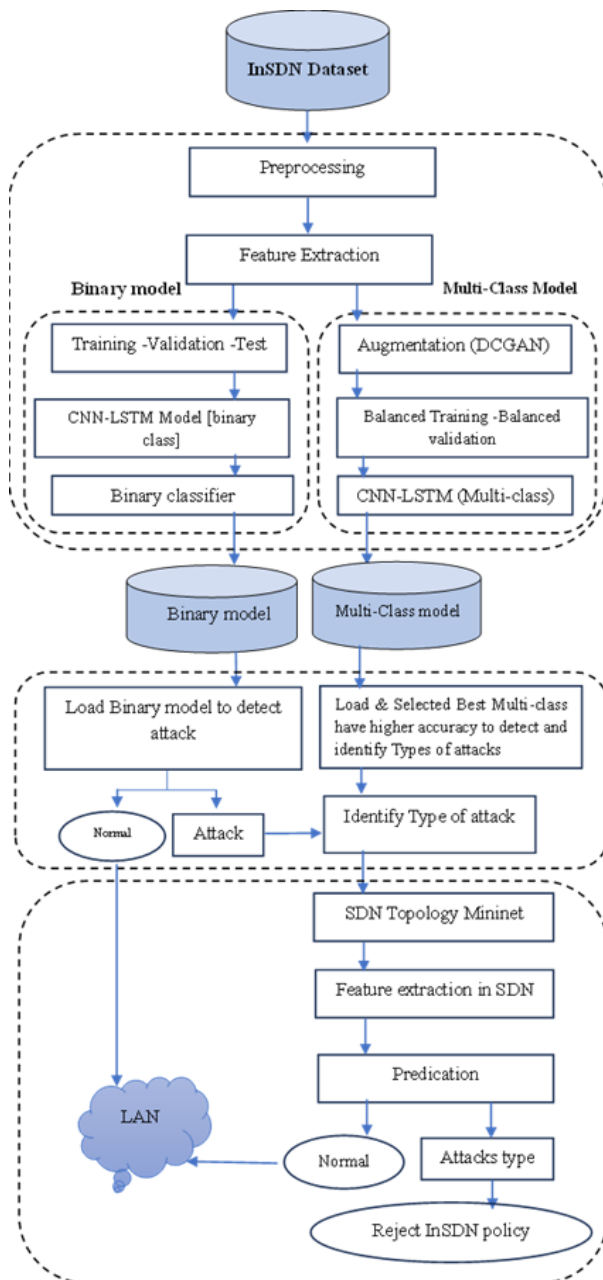 InSDN Dataset
Preprocessing
Feature Extraction
Binary model
Multi-Class Model
Training -Validation -Test
Augmentation (DCGAN)
CNN-LSTM Model [binary
class]
Balanced Training -Balanced
validation
Binary classifier
CNN-LSTM (Multi-class)
Binary model
Multi-Class model
Load Binary model to detect
attack
Load & Selected Best Multi-class
have higher accuracy to detect and
identify Types of attacks
Normal
Attack
Identify Type of attack
SDN Topology Mininet
Feature extraction in SDN
Predication
LAN
Normal
Attacks type
Reject InSDN policy